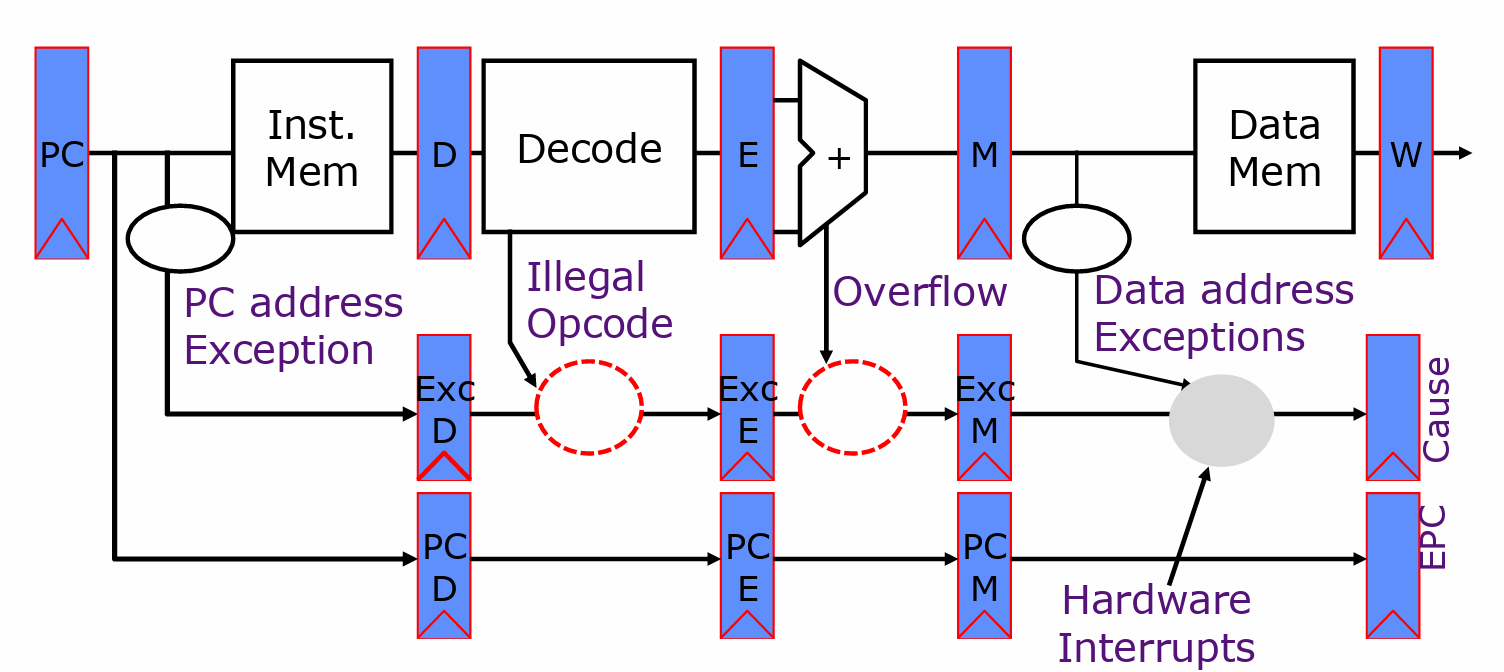 PC
Inst.
Mem
D
Decode
E
+
M
Data
Mem
W
PC address
Exception
Illegal
Opcode
Overflow
Data address
Exceptions
Exc
D
Exc
E
Exc
M
Cause
PC
D
PC
E
PC
M
EPC
Hardware
Interrupts